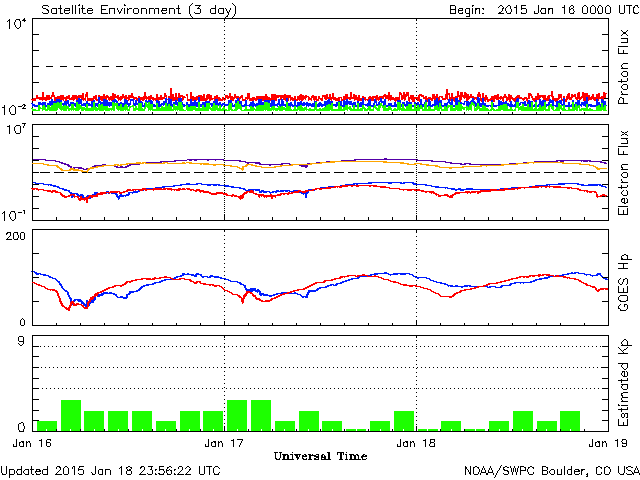 Satellite Environment (3 day)    Begin: 2015 Jan 16 0000 UTC
10^4
Proton Flux
10^-2
10^7
Electron Flux
10^-1
200
GOES Hp
0
9
Estimated Kp
0
Jan 16    Jan 17    Jan 18    Jan 19
Universal Time
Updated 2015 Jan 18 23:56:22 UTC    NOAA/SWPC Boulder, CO USA